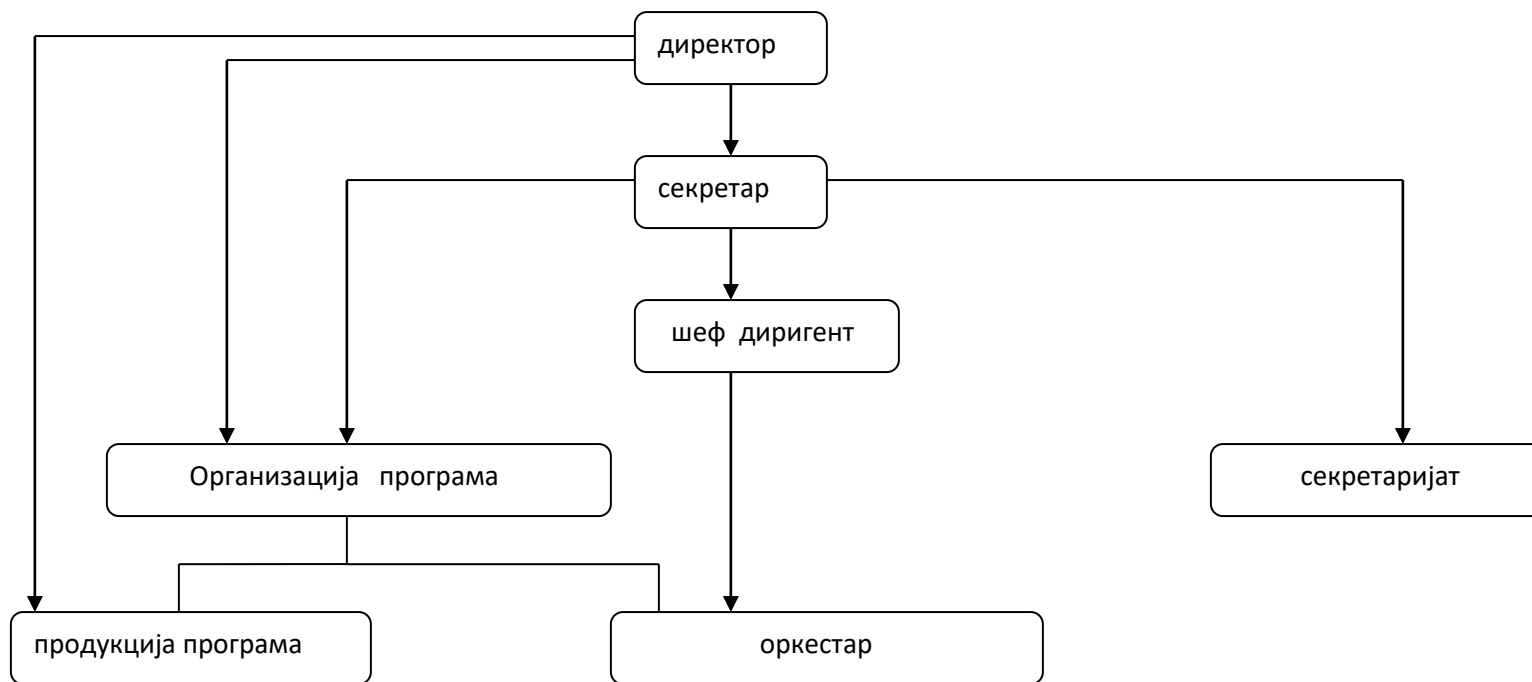 директор
секретар
шеф диригент
Организација програма
секретаријат
продукција програма
оркестар